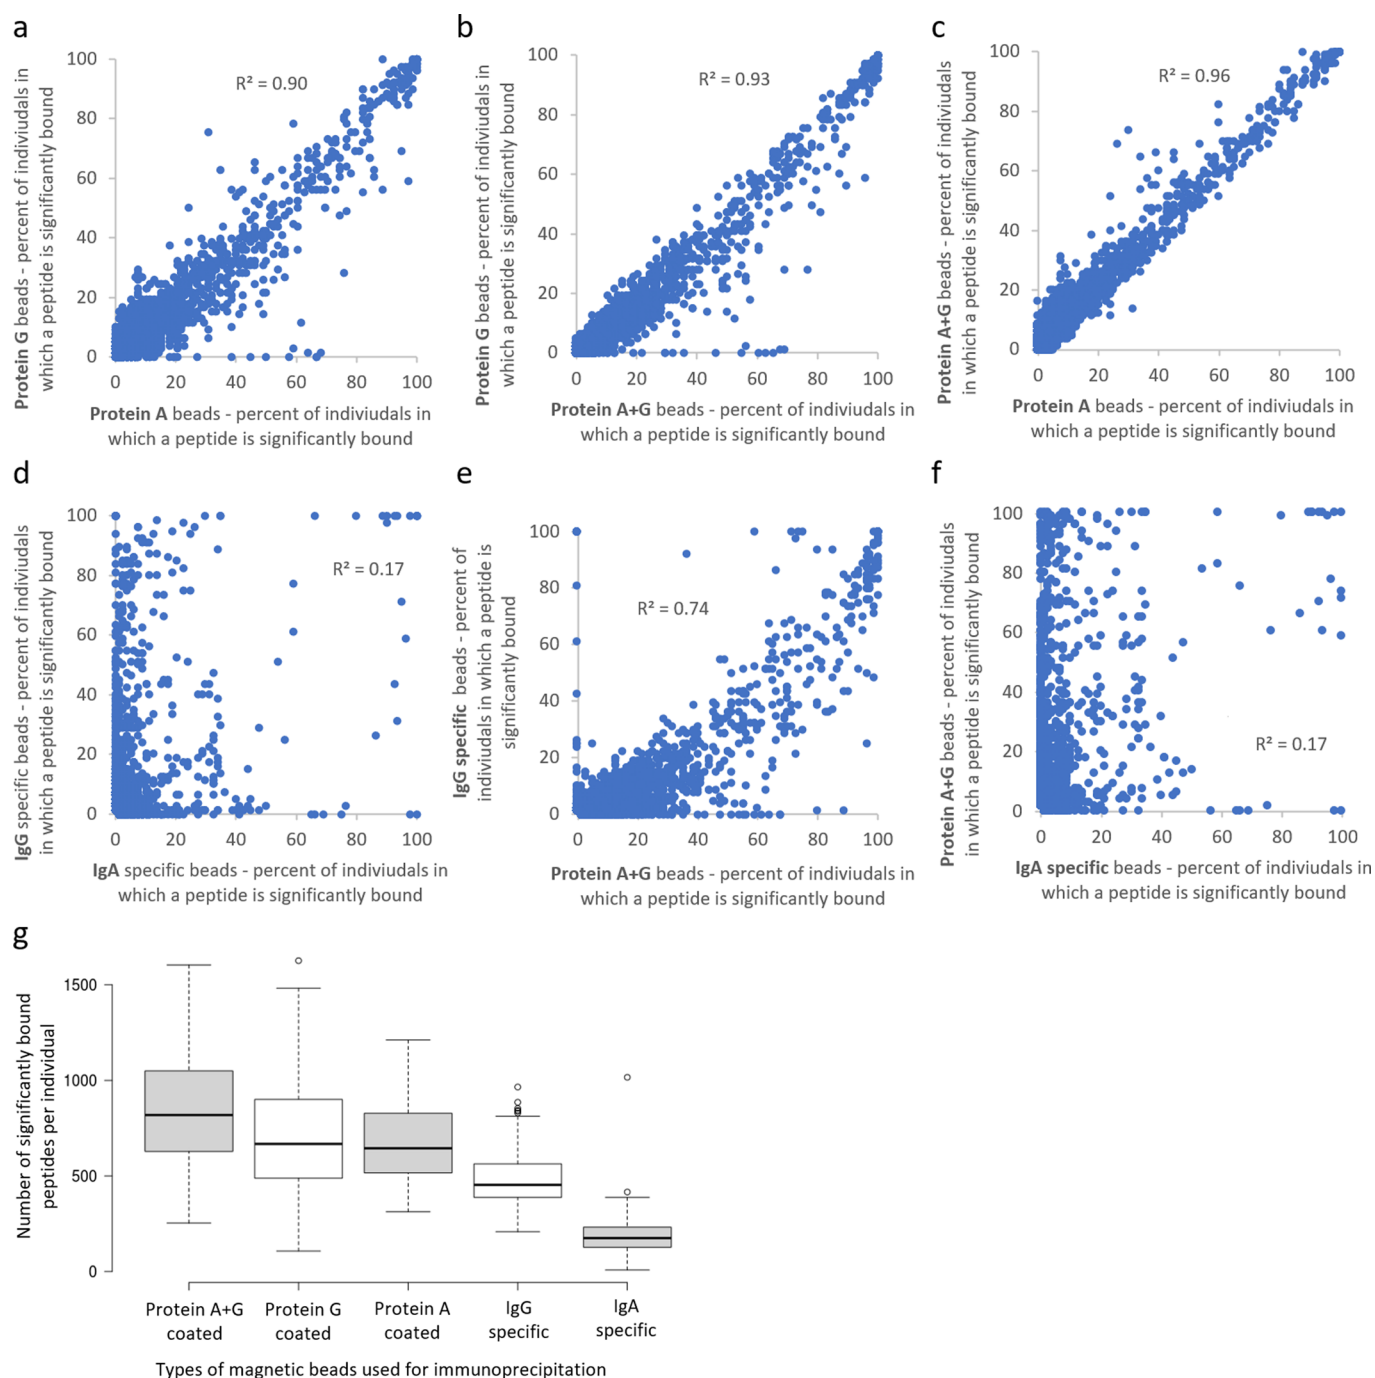 a
Protein G beads - percent of indiviudals in
which a peptide is significantly bound
100
80
60
40
20
0
R² = 0.90
0 20 40 60 80 100
Protein A beads - percent of indiviudals in
which a peptide is significantly bound
b
Protein G beads - percent of indiviudals in
which a peptide is significantly bound
100
80
60
40
20
0
R² = 0.93
0 20 40 60 80 100
Protein A+G beads - percent of indiviudals in
which a peptide is significantly bound
c
Protein A+G beads - percent of indiviudals
in which a peptide is significantly bound
100
80
60
40
20
0
R² = 0.96
0 20 40 60 80 100
Protein A beads - percent of indiviudals in
which a peptide is significantly bound
d
IgG specific beads - percent of indiviudals
in which a peptide is significantly bound
100
80
60
40
20
0
R² = 0.17
0 20 40 60 80 100
IgA specific beads - percent of indiviudals in
which a peptide is significantly bound
e
IgG specific beads - percent of
indiviudals in which a peptide is
significantly bound
100
80
60
40
20
0
R² = 0.74
0 20 40 60 80 100
Protein A+G beads - percent of indiviudals in
which a peptide is significantly bound
f
Protein A+G beads - percent of indiviudals
in which a peptide is significantly bound
100
80
60
40
20
0
R² = 0.17
0 20 40 60 80 100
IgA specific beads - percent of indiviudals in
which a peptide is significantly bound
g
Number of significantly bound
peptides per individual
1500
1000
500
0
Protein A+G
coated
Protein G
coated
Protein A
coated
IgG
specific
IgA
specific
Types of magnetic beads used for immunoprecipitation